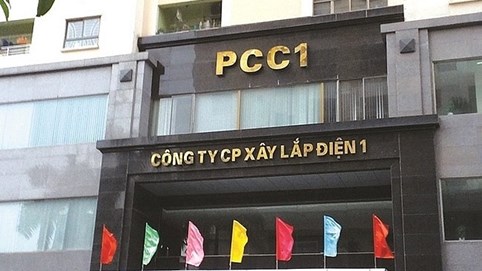 PCC1
CÔNG TY CP XÂY LẮP ĐIỆN 1